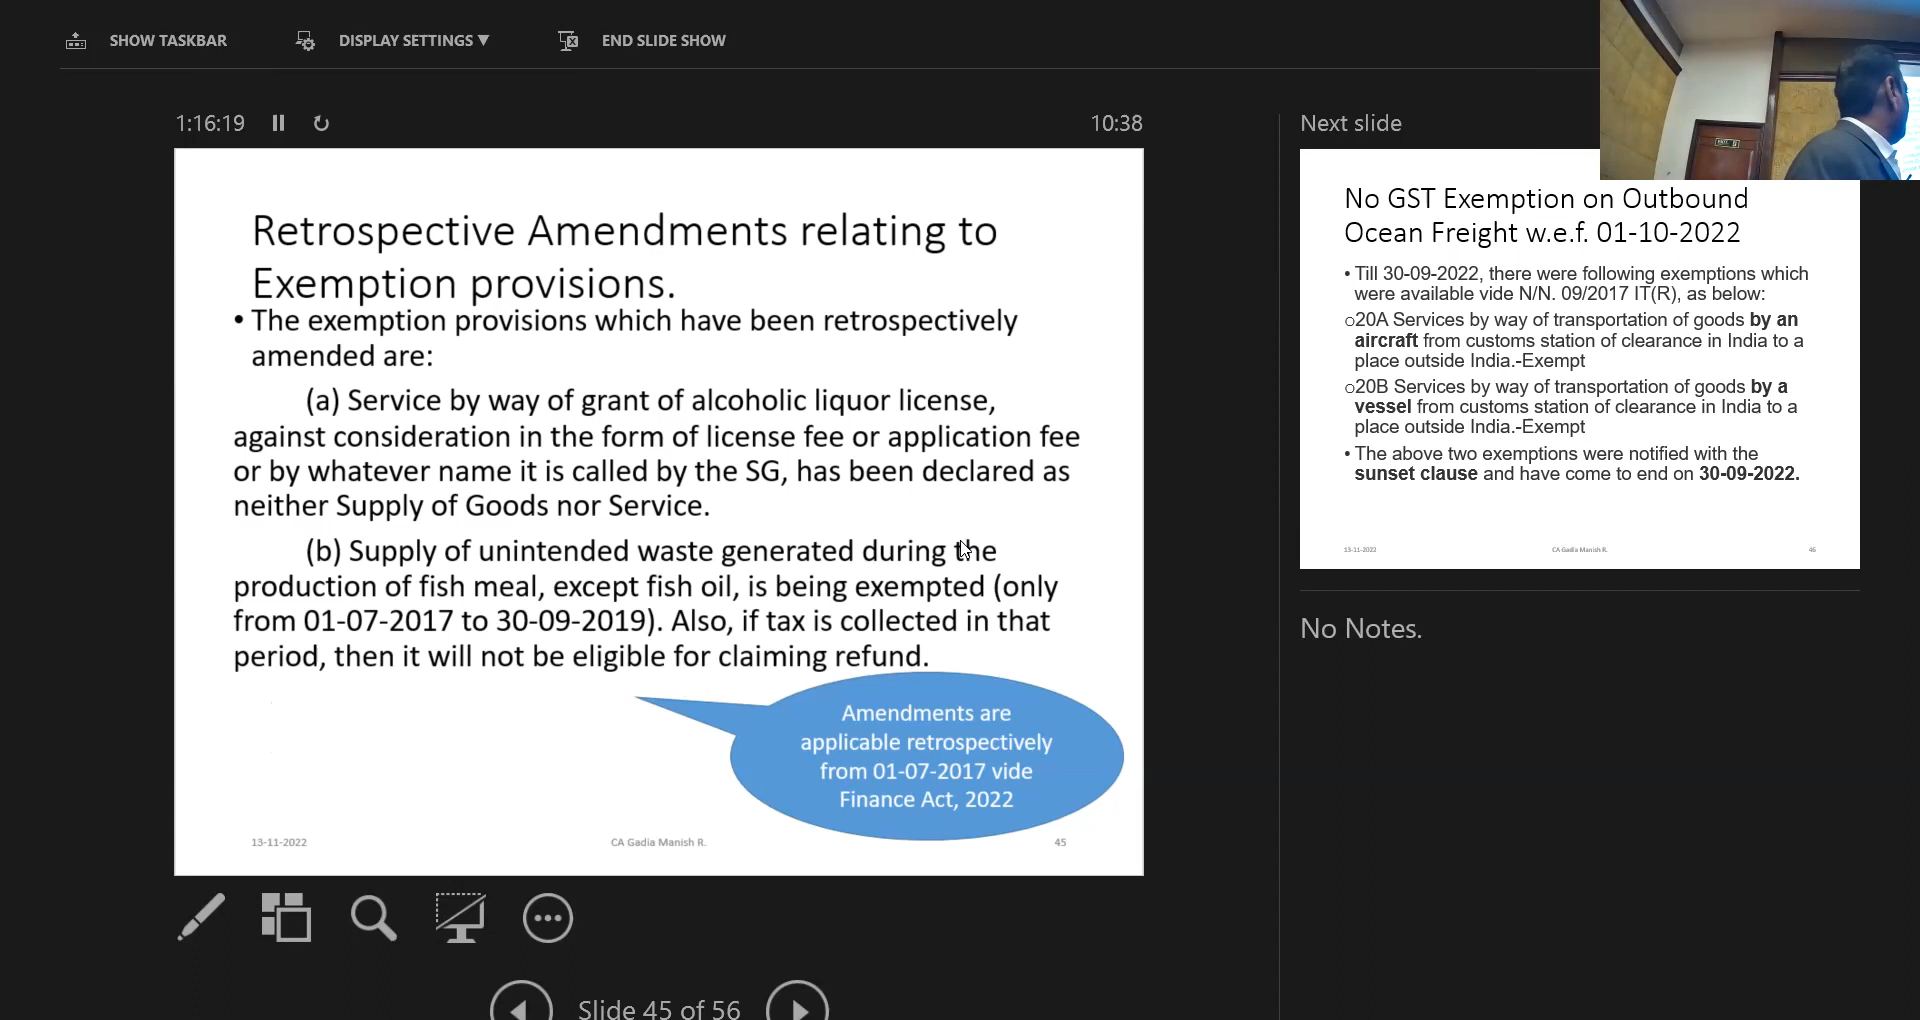 SHOW TASKBAR
DISPLAY SETTINGS ▼
END SLIDE SHOW
1:16:19
10:38
Retrospective Amendments relating to
Exemption provisions.
• The exemption provisions which have been retrospectively
amended are:
(a) Service by way of grant of alcoholic liquor license,
against consideration in the form of license fee or application fee
or by whatever name it is called by the SG, has been declared as
neither Supply of Goods nor Service.
(b) Supply of unintended waste generated during the
production of fish meal, except fish oil, is being exempted (only
from 01-07-2017 to 30-09-2019). Also, if tax is collected in that
period, then it will not be eligible for claiming refund.
Amendments are
applicable retrospectively
from 01-07-2017 vide
Finance Act, 2022
13-11-2022
CA Gadia Manish R.
45
Slide 45 of 56
Next slide
No GST Exemption on Outbound
Ocean Freight w.e.f. 01-10-2022
• Till 30-09-2022, there were following exemptions which
were available vide N/N. 09/2017 IT(R), as below:
o20A Services by way of transportation of goods by an
aircraft from customs station of clearance in India to a
place outside India.-Exempt
o20B Services by way of transportation of goods by a
vessel from customs station of clearance in India to a
place outside India.-Exempt
• The above two exemptions were notified with the
sunset clause and have come to end on 30-09-2022.
13-11-2022
CA Gadia Manish R.
46
No Notes.